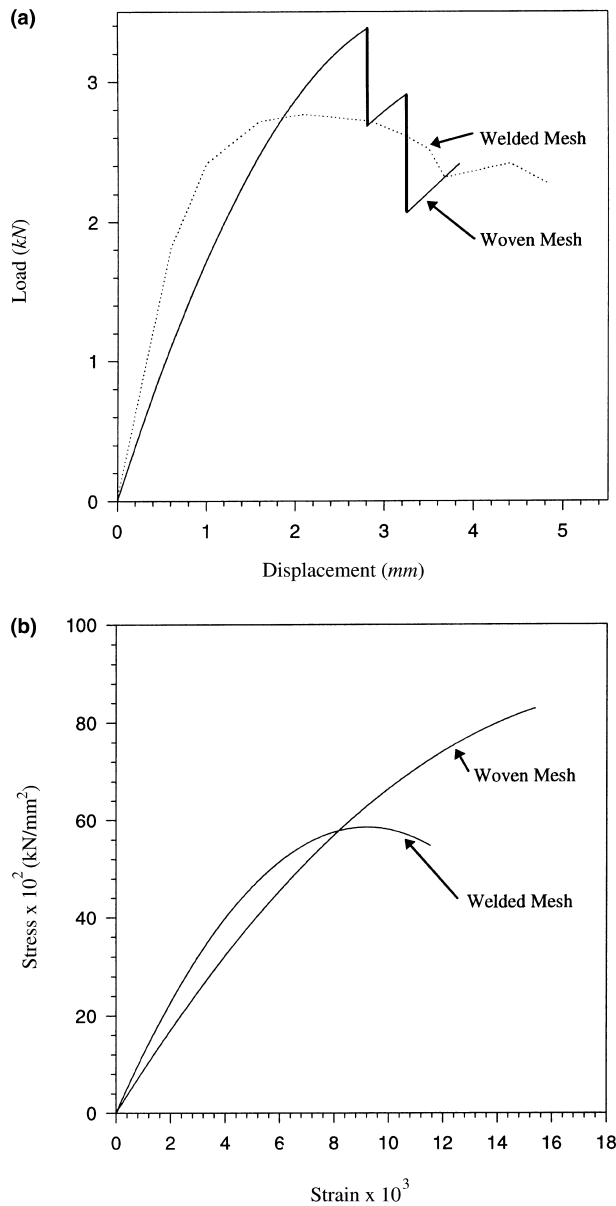 (a)
3
2
1
0
Load (kN)
Welded Mesh
Woven Mesh
0 1 2 3 4 5
Displacement (mm)
(b)
100
80
60
40
20
0
Stress x 10² (kN/mm²)
Woven Mesh
Welded Mesh
0 2 4 6 8 10 12 14 16 18
Strain x 10³